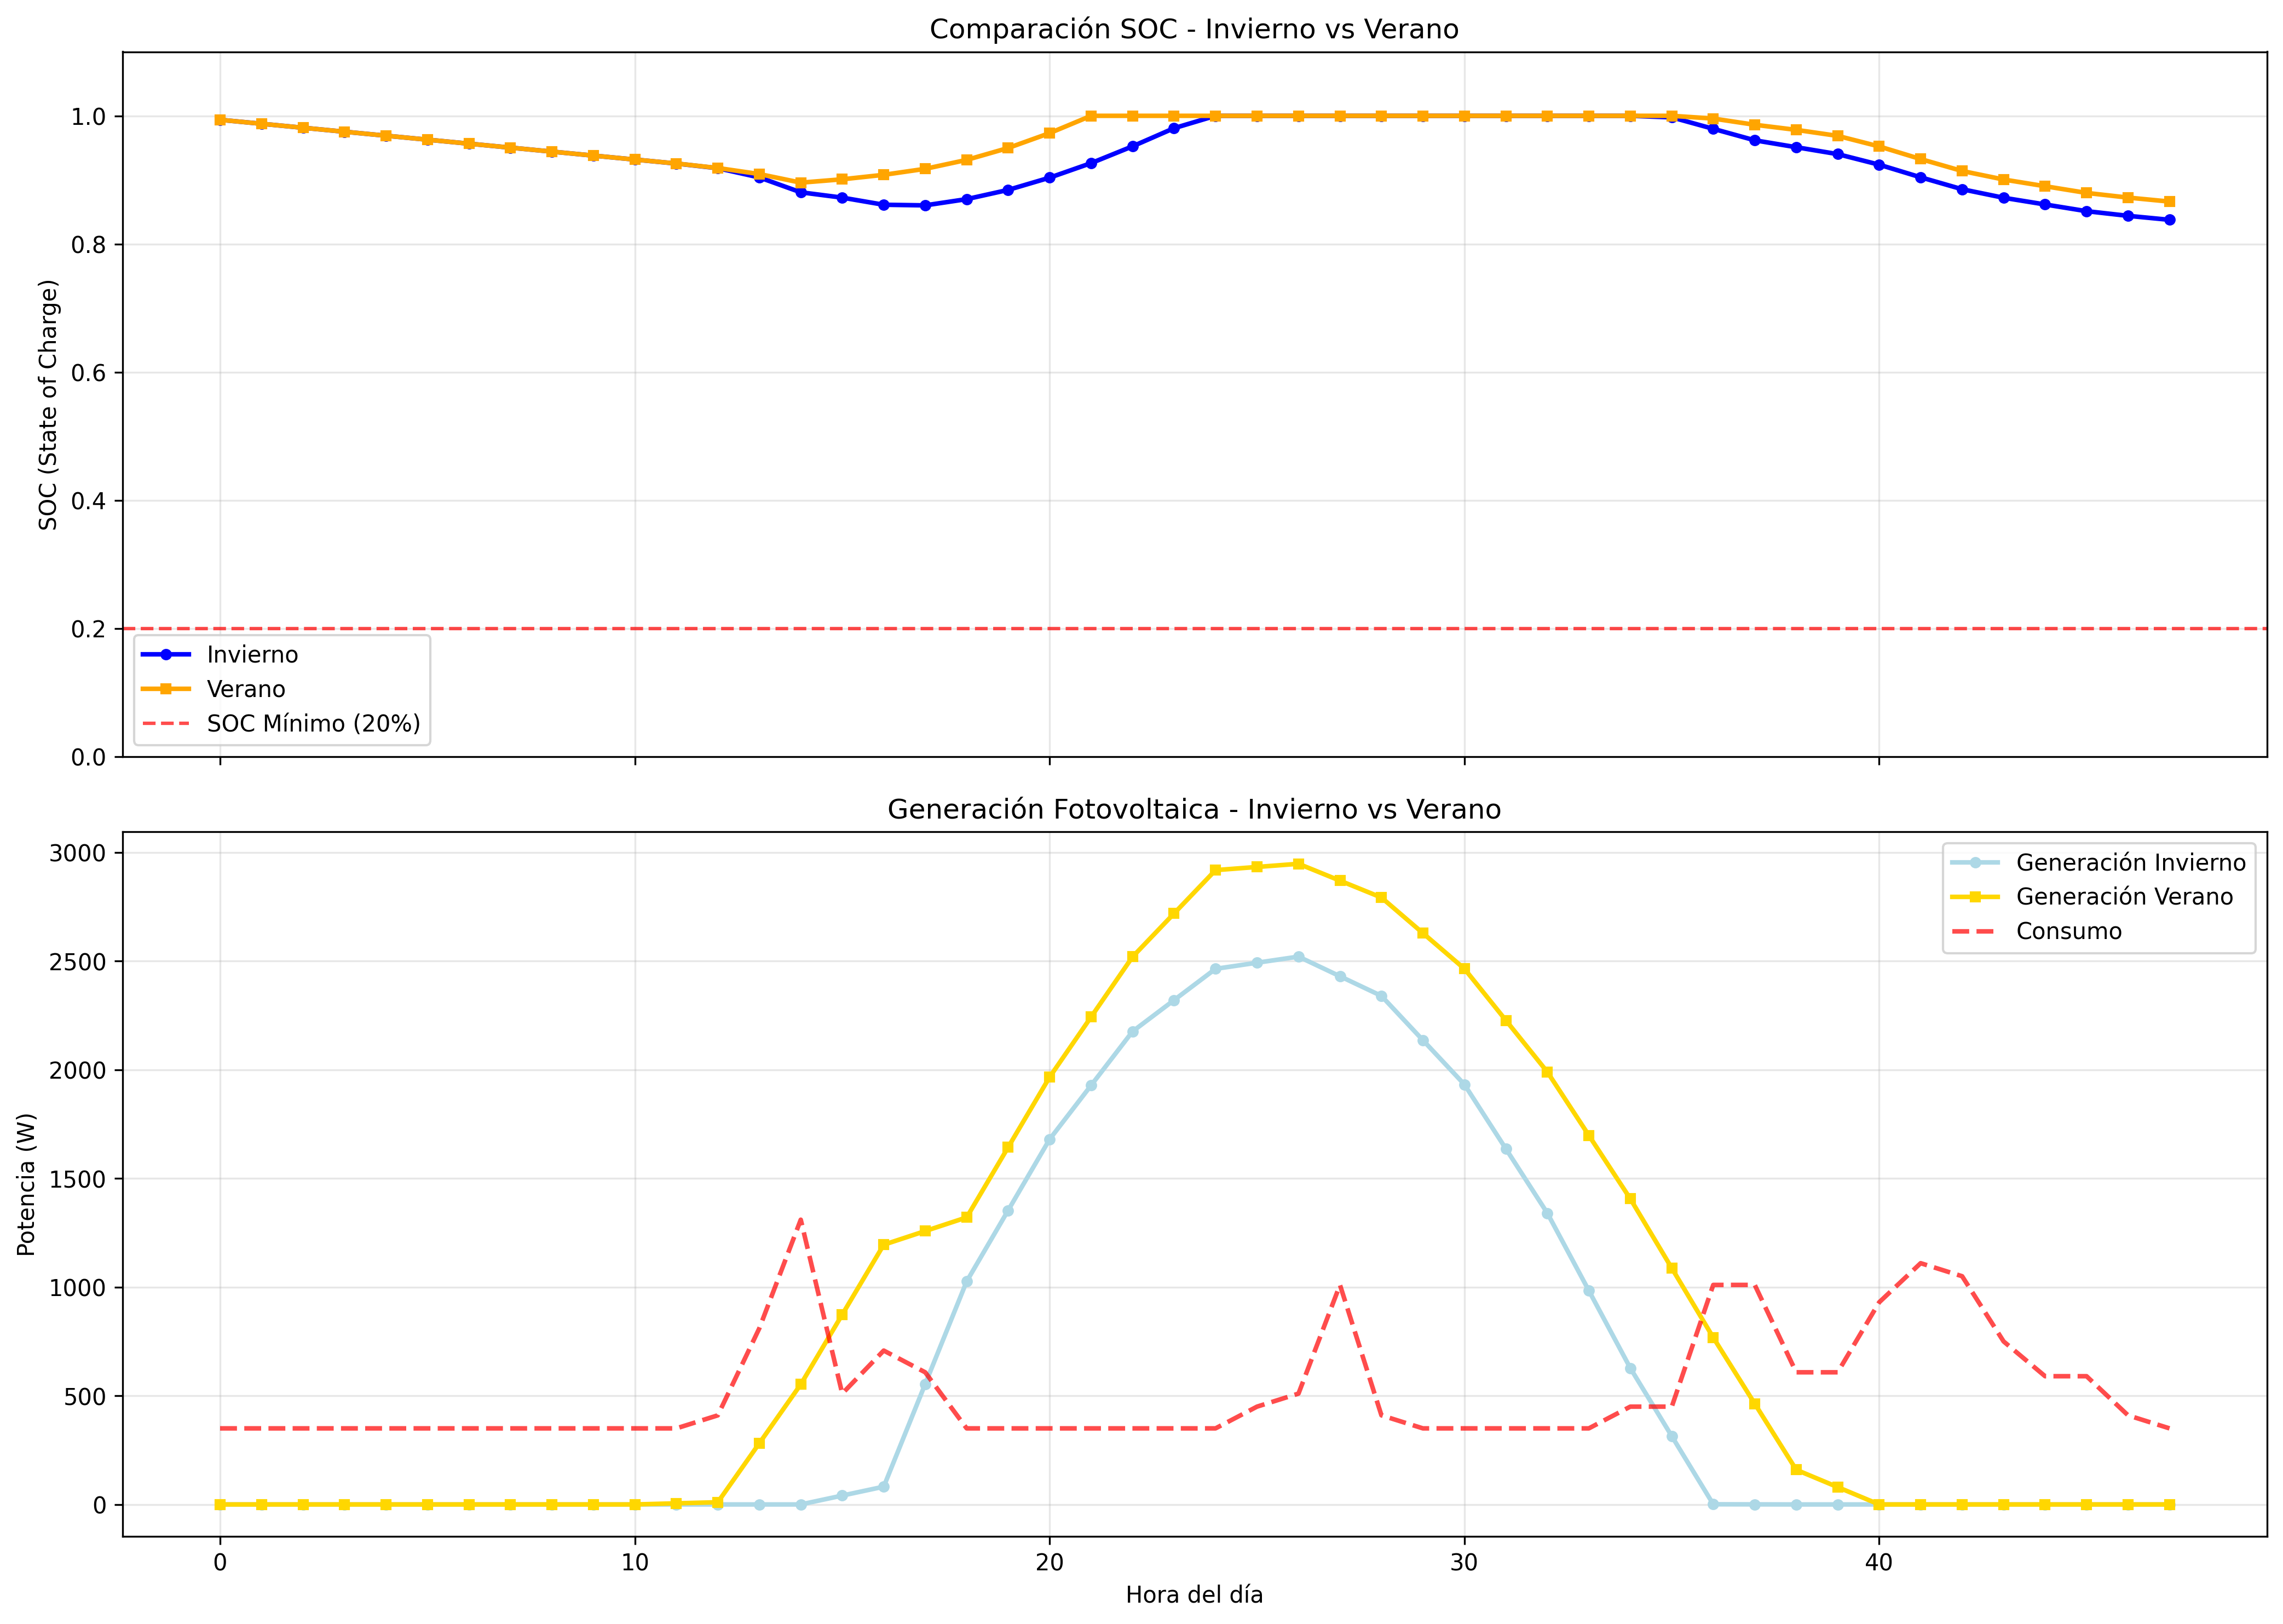 Comparación SOC - Invierno vs Verano
SOC (State of Charge)
1.0
0.8
0.6
0.4
0.2
0.0
Invierno
Verano
SOC Mínimo (20%)
Generación Fotovoltaica - Invierno vs Verano
Potencia (W)
3000
2500
2000
1500
1000
500
0
Generación Invierno
Generación Verano
Consumo
0 10 20 30 40
Hora del día